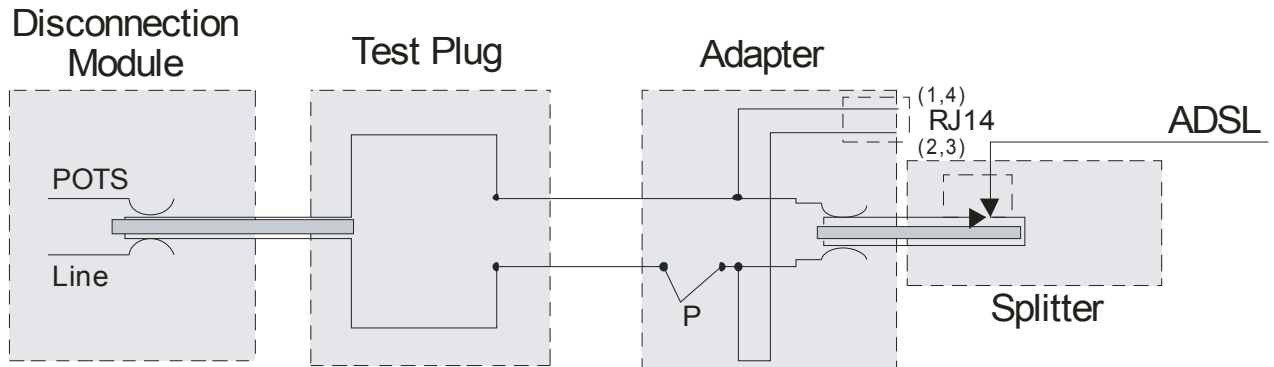 Disconnection
Module
Test Plug
Adapter
(1,4)
RJ14
(2,3)
ADSL
POTS
Line
P
Splitter